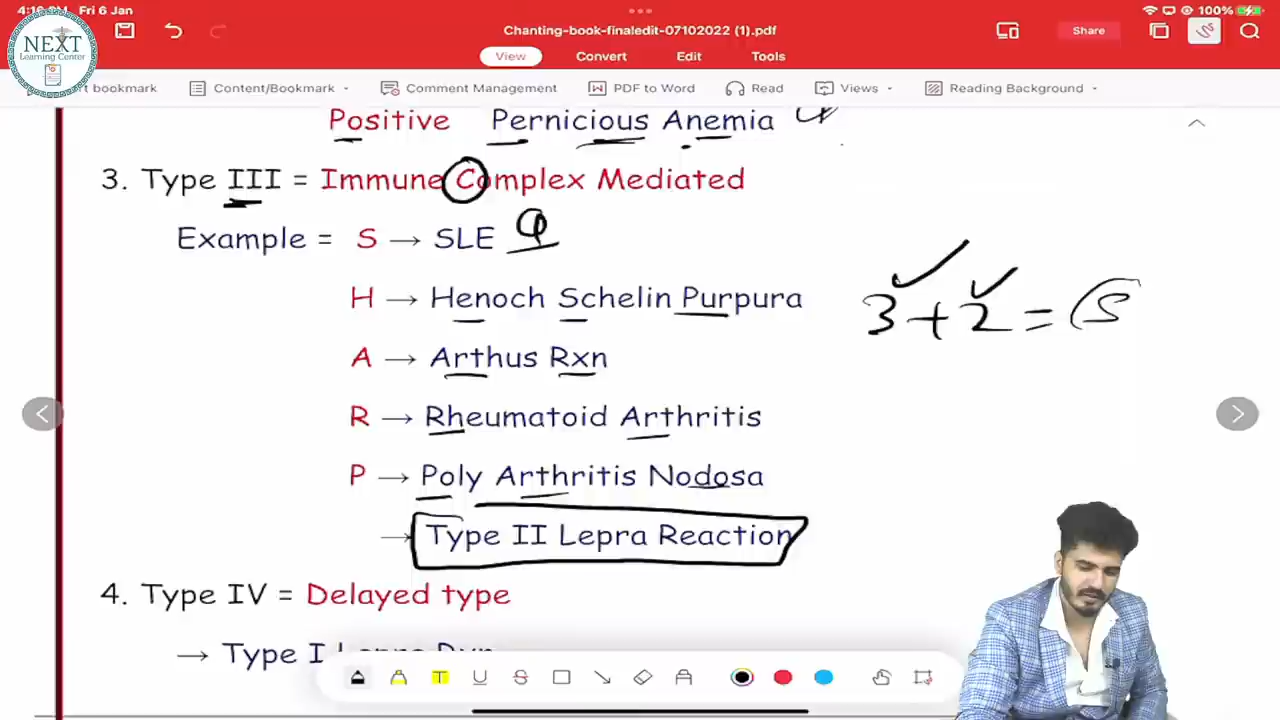 4:16 PM Fri 6 Jan
100%
NEXT
Learning Center
Chanting-book-finaledit-07102022 (1).pdf
Share
View Convert Edit Tools
bookmark Content/Bookmark Comment Management PDF to Word Read Views Reading Background
Positive Pernicious Anemia
3. Type III = Immune Complex Mediated
Example = S → SLE
H → Henoch Schelin Purpura
A → Arthus Rxn
R → Rheumatoid Arthritis
P → Poly Arthritis Nodosa
→ Type II Lepra Reaction
3+2=5
4. Type IV = Delayed type
→ Type I Lepra Rxn
T U S